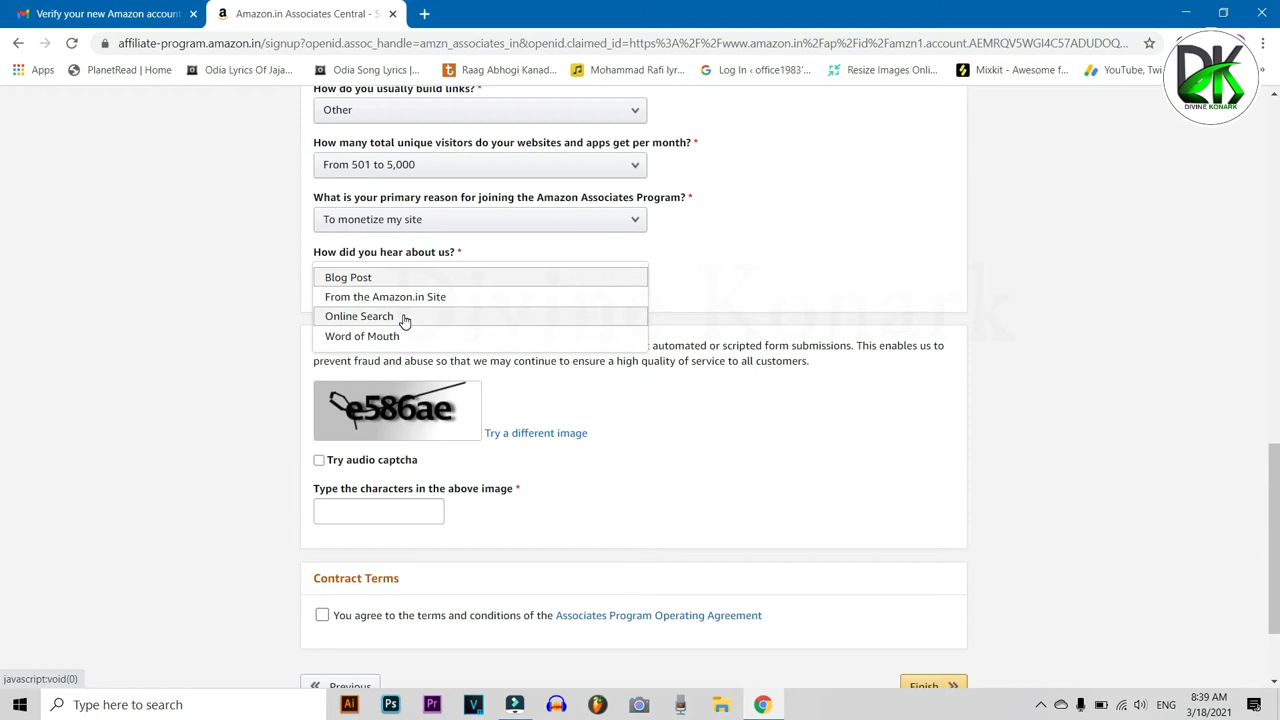 Verify your new Amazon account
Amazon.in Associates Central - S
affiliate-program.amazon.in/signup?openid.assoc_handle=amzn_associates_in&openid.claimed_id=https%3A%2F%2Fwww.amazon.in%2Fap%2Fid%2Famzn1.account.AEMRQV5WGI4C57ADUDOQ...
Apps
PlanetRead | Home
Odia Lyrics Of Jaja...
Odia Song Lyrics |...
Raag Abhogi
Mohammad Rafi lyr...
Log In ‹ office1983'...
Resize Images Onli...
Mixkit - Awesome f...
YouTube, Twi
DK
DIVINE KONARK
How do you usually build links? *
Other
How many total unique visitors do your websites and apps get per month? *
From 501 to 5,000
What is your primary reason for joining the Amazon Associates Program? *
To monetize my site
How did you hear about us? *
Blog Post
From the Amazon.in Site
Online Search
Word of Mouth
Divine Konark
automated or scripted form submissions. This enables us to
prevent fraud and abuse so that we may continue to ensure a high quality of service to all customers.
e586ae
Try a different image
Try audio captcha
Type the characters in the above image *
Contract Terms
You agree to the terms and conditions of the Associates Program Operating Agreement
Previous
Finish
javascript:void(0)
Type here to search
Ai
Ps
Pr
V
ENG
8:39 AM
3/18/2021